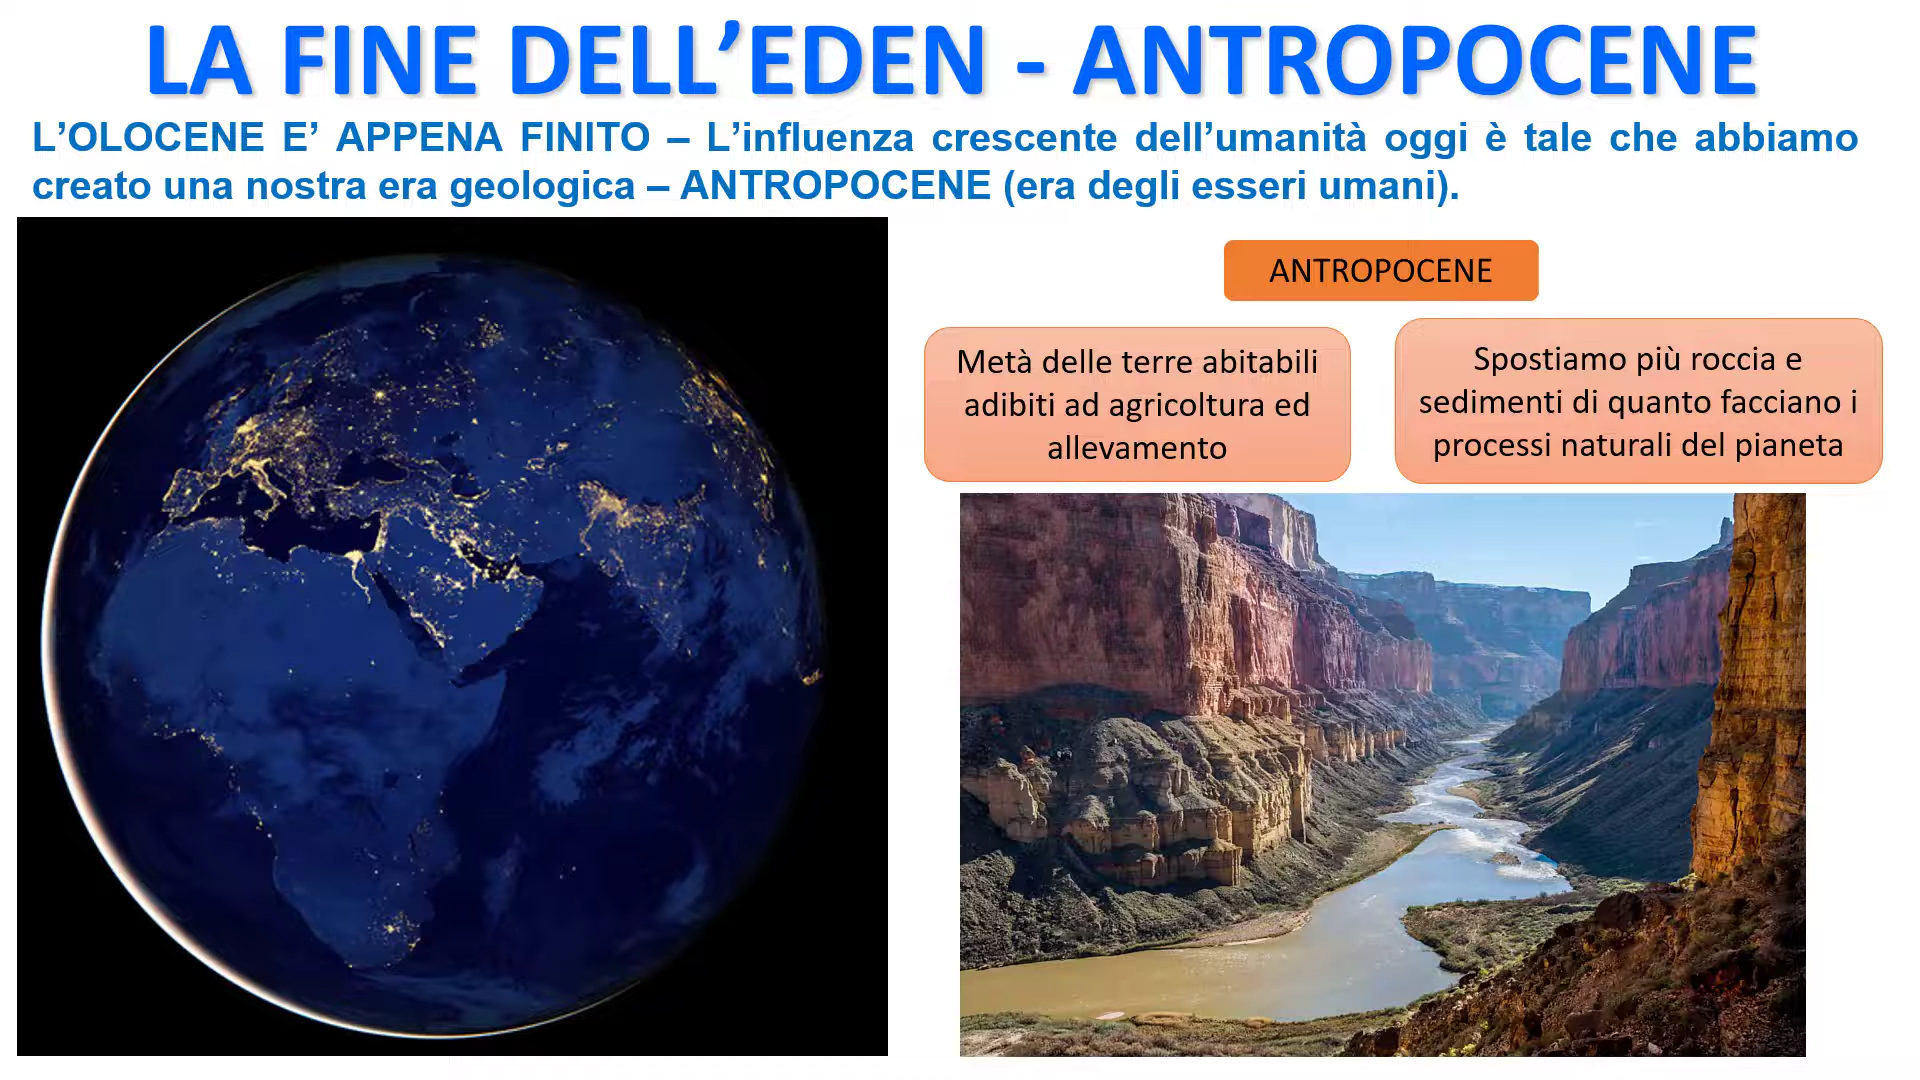 LA FINE DELL’EDEN - ANTROPOCENE
L’OLOCENE E’ APPENA FINITO – L’influenza crescente dell’umanità oggi è tale che abbiamo
creato una nostra era geologica – ANTROPOCENE (era degli esseri umani).
ANTROPOCENE
Metà delle terre abitabili
adibiti ad agricoltura ed
allevamento
Spostiamo più roccia e
sedimenti di quanto facciano i
processi naturali del pianeta